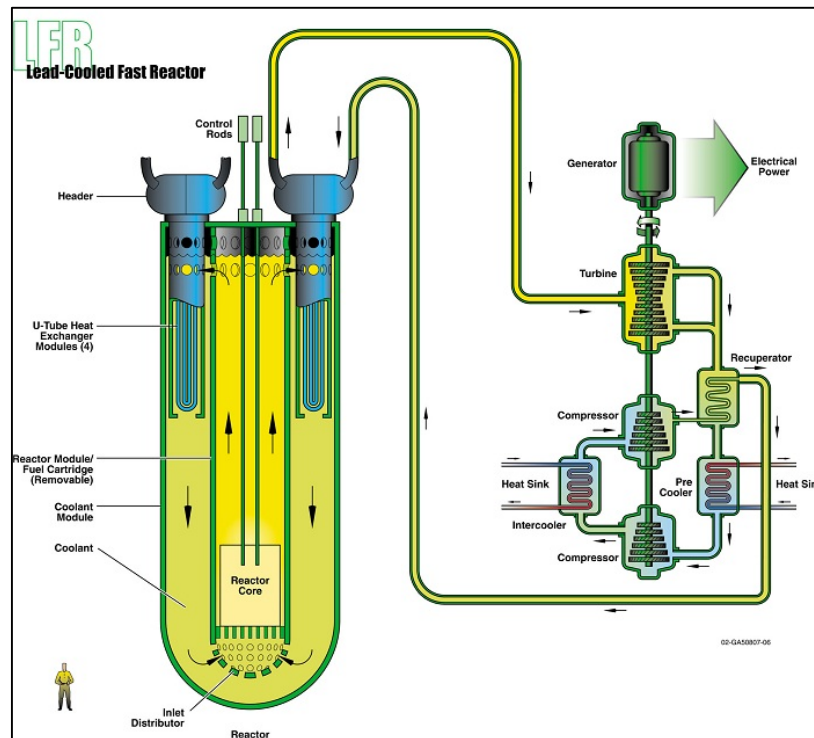 LFR
Lead-Cooled Fast Reactor
Control
Rods
Header
U-Tube Heat
Exchanger
Modules (4)
Reactor Module/
Fuel Cartridge
(Removable)
Coolant
Module
Coolant
Reactor
Core
Inlet
Distributor
Reactor
Generator
Electrical
Power
Turbine
Recuperator
Compressor
Heat Sink
Intercooler
Pre
Cooler
Heat Sin
Compressor
02-GA50807-06